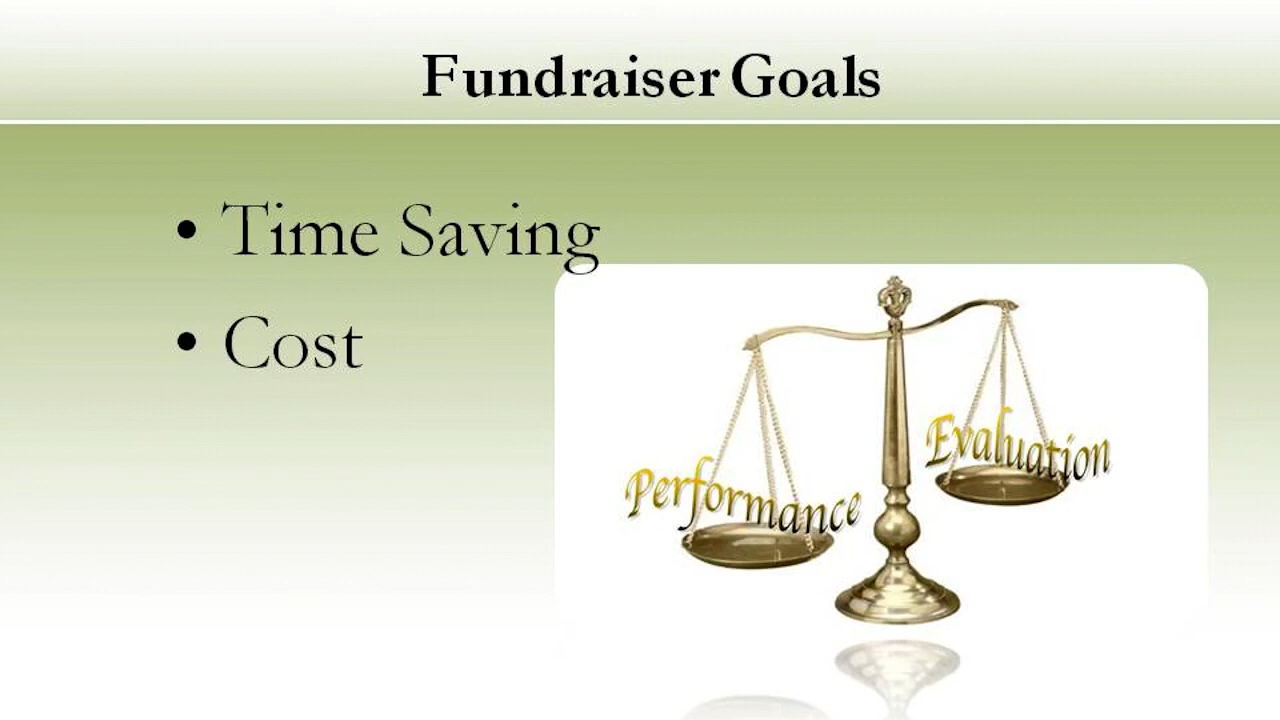 Fundraiser Goals
• Time Saving
• Cost
Performance
Evaluation